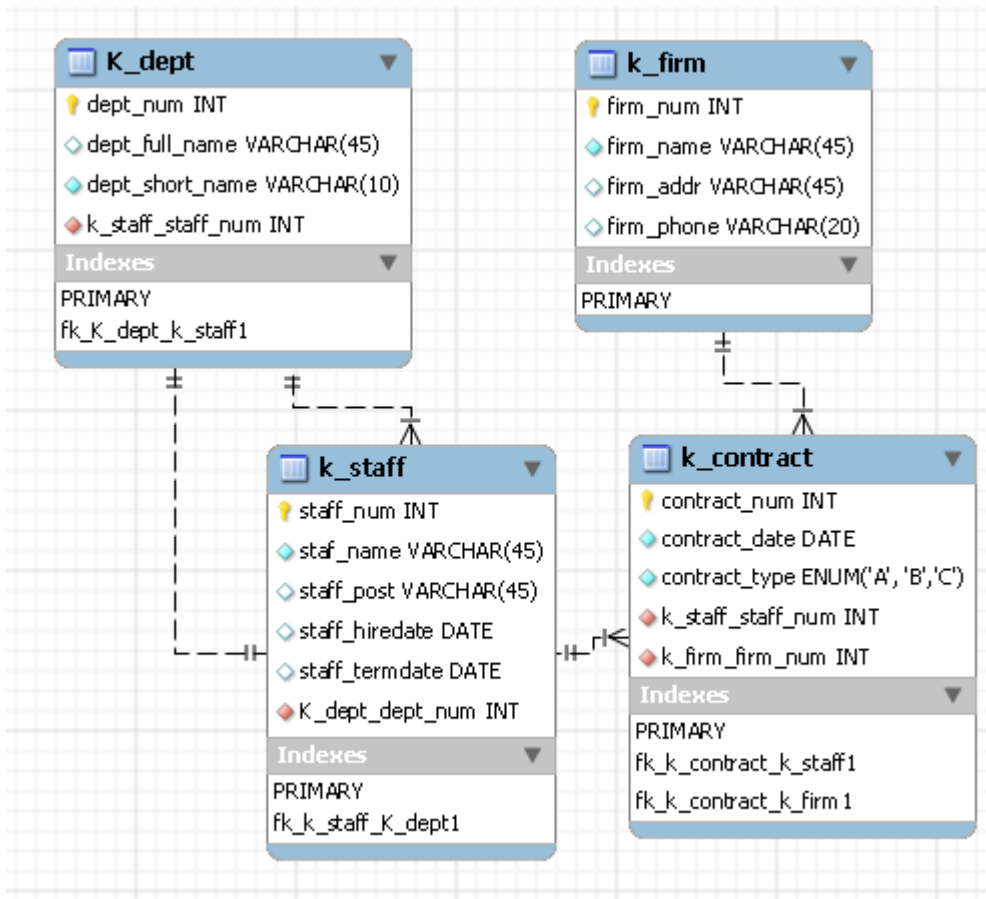 K_dept
dept_num INT
dept_full_name VARCHAR(45)
dept_short_name VARCHAR(10)
k_staff_staff_num INT
Indexes
PRIMARY
fk_K_dept_k_staff1
k_firm
firm_num INT
firm_name VARCHAR(45)
firm_addr VARCHAR(45)
firm_phone VARCHAR(20)
Indexes
PRIMARY
k_staff
staff_num INT
staf_name VARCHAR(45)
staff_post VARCHAR(45)
staff_hiredate DATE
staff_termdate DATE
K_dept_dept_num INT
Indexes
PRIMARY
fk_k_staff_K_dept1
k_contract
contract_num INT
contract_date DATE
contract_type ENUM('A', 'B','C')
k_staff_staff_num INT
k_firm_firm_num INT
Indexes
PRIMARY
fk_k_contract_k_staff1
fk_k_contract_k_firm1